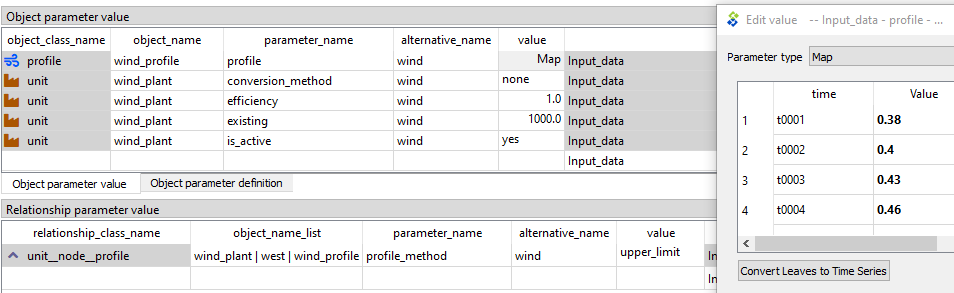 Object parameter value
object_class_name object_name parameter_name alternative_name value
profile wind_profile profile wind Map Input_data
unit wind_plant conversion_method wind none Input_data
unit wind_plant efficiency wind 1.0 Input_data
unit wind_plant existing wind 1000.0 Input_data
unit wind_plant is_active wind yes Input_data
Input_data
Object parameter value Object parameter definition
Relationship parameter value
relationship_class_name object_name_list parameter_name alternative_name value
unit__node__profile wind_plant | west | wind_profile profile_method wind upper_limit In
In
Edit value -- Input_data - profile - ...
Parameter type Map
time Value
1 t0001 0.38
2 t0002 0.4
3 t0003 0.43
4 t0004 0.46
Convert Leaves to Time Series